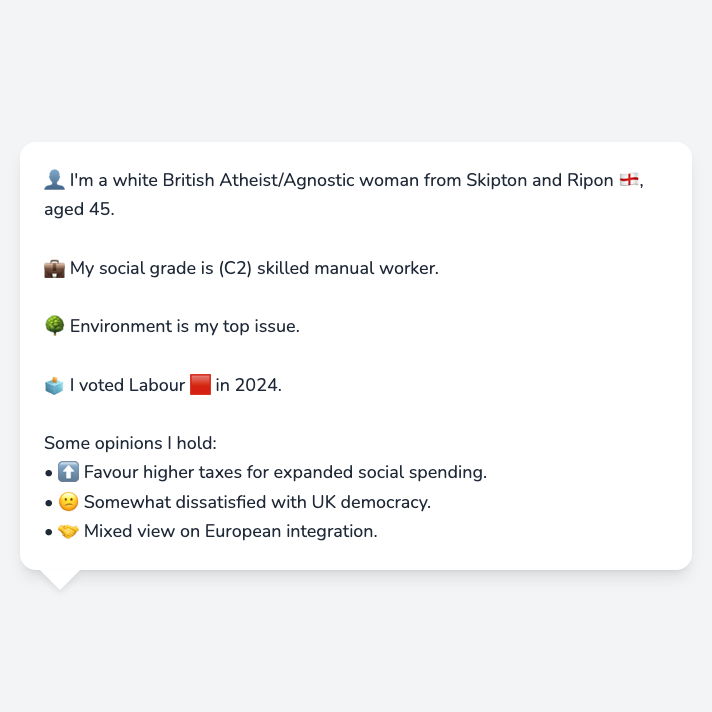 👤 I'm a white British Atheist/Agnostic woman from Skipton and Ripon 🏴󠁧󠁢󠁥󠁮󠁧󠁿,
aged 45.
💼 My social grade is (C2) skilled manual worker.
🌳 Environment is my top issue.
🗳️ I voted Labour 🟥 in 2024.
Some opinions I hold:
• ⬆️ Favour higher taxes for expanded social spending.
• 🙁 Somewhat dissatisfied with UK democracy.
• 🤝 Mixed view on European integration.